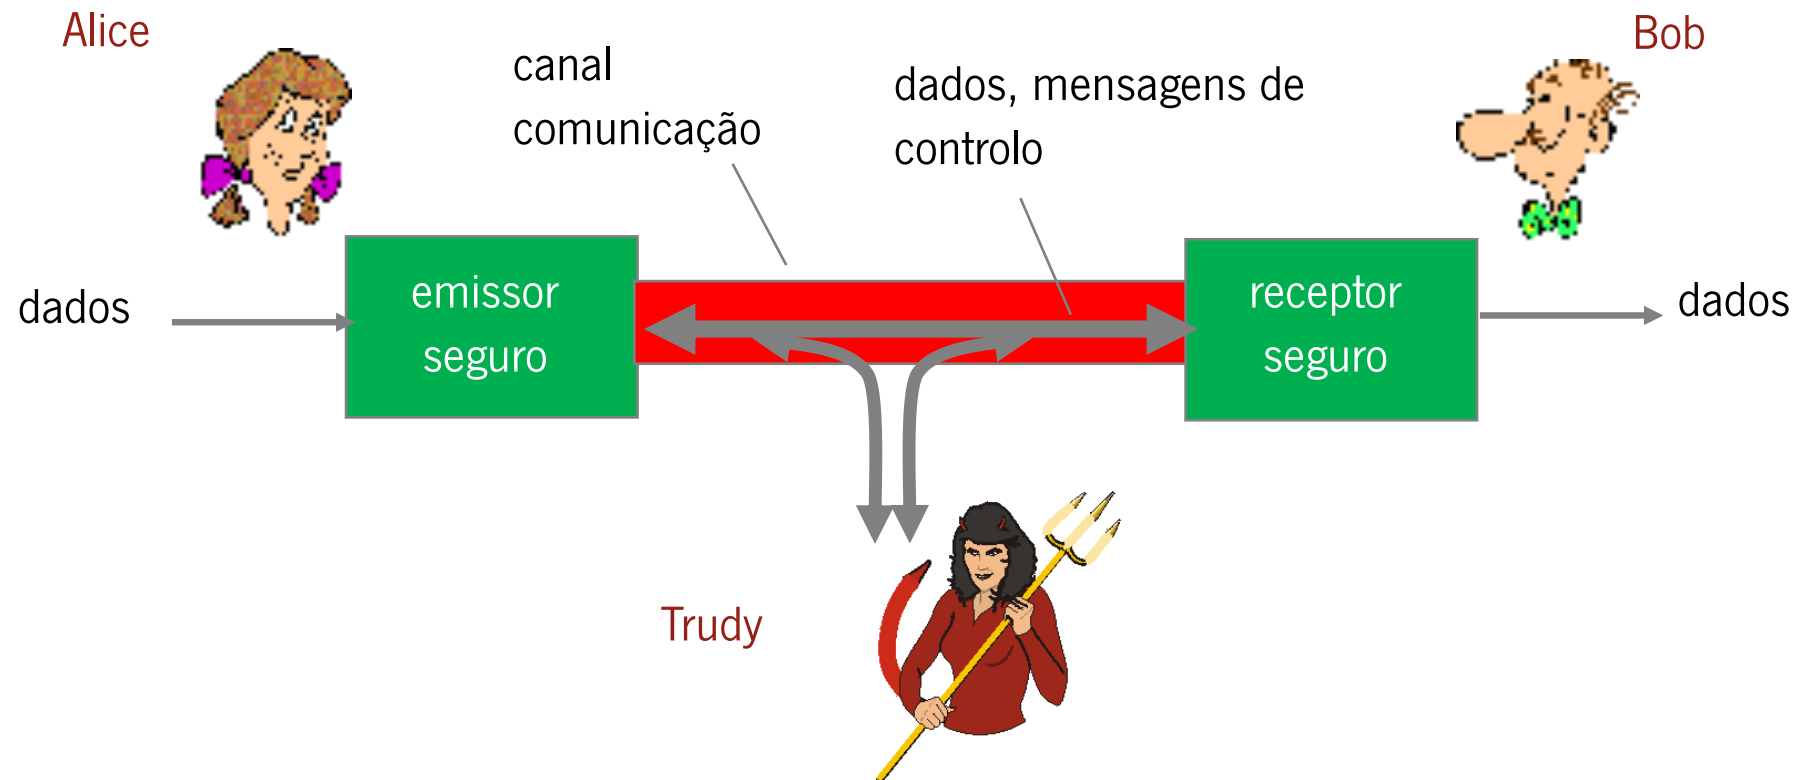 Alice
Bob
canal
comunicação
dados, mensagens de
controlo
dados
emissor
seguro
receptor
seguro
dados
Trudy